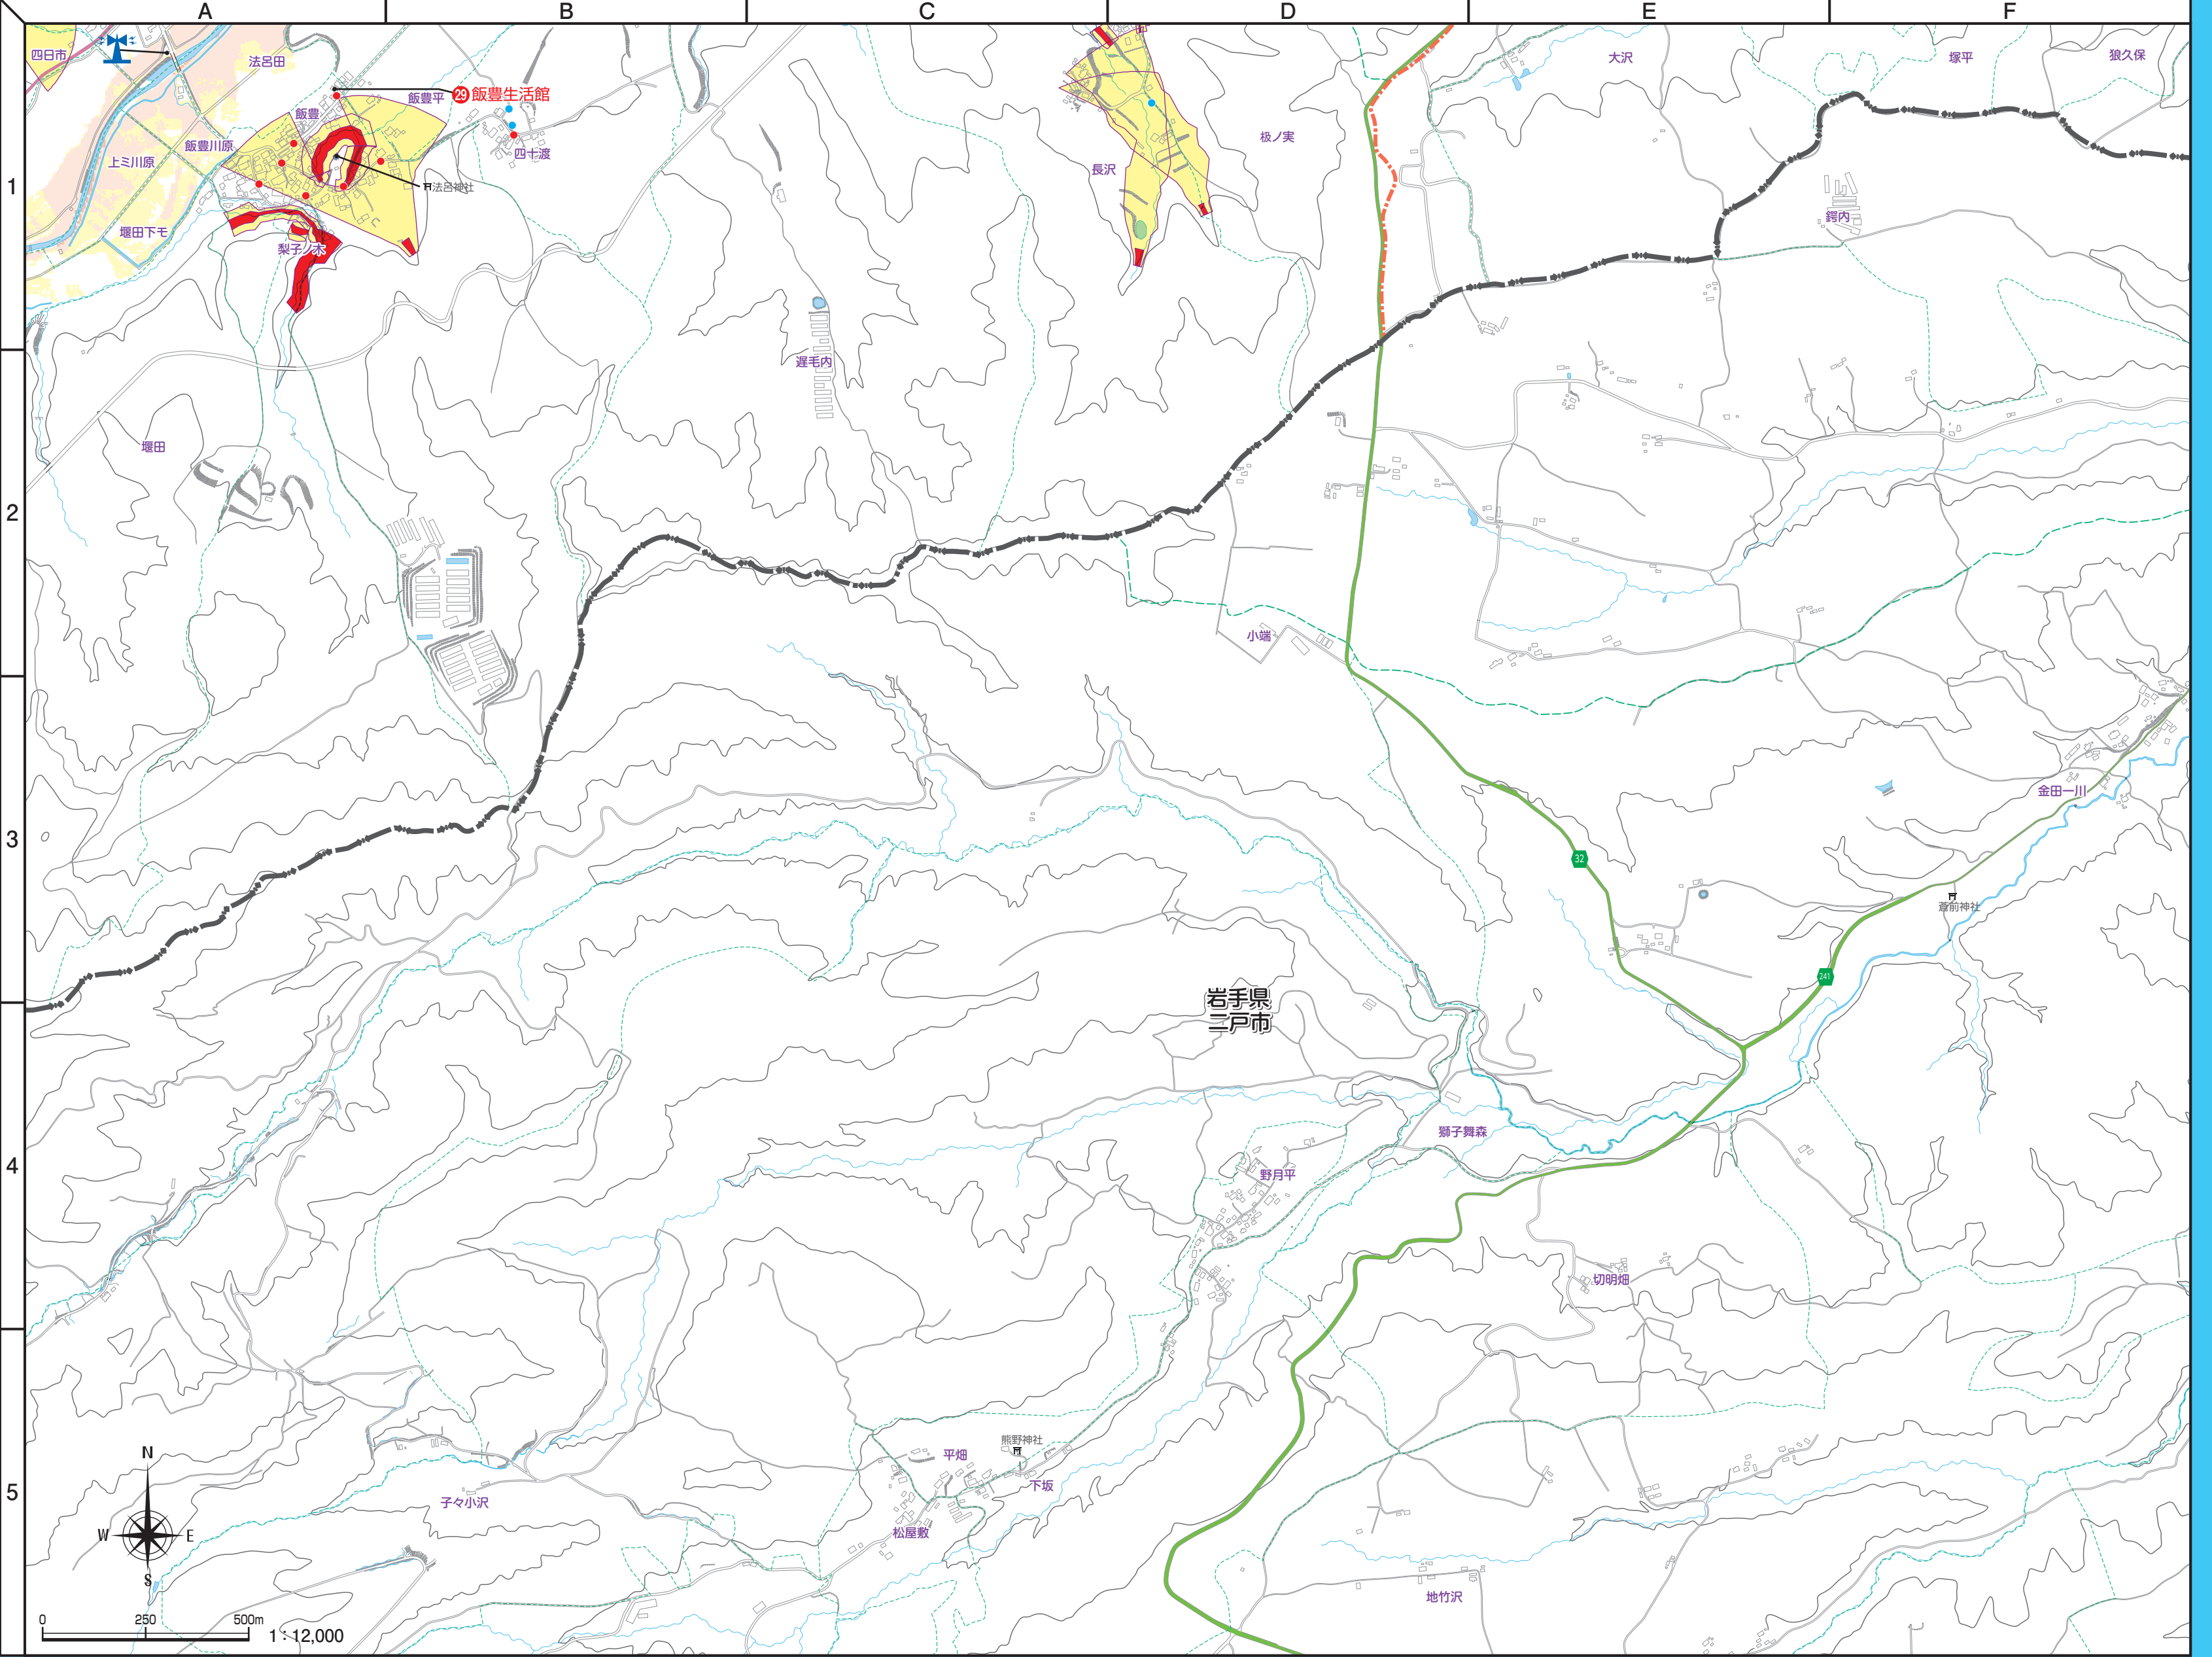 A
B
C
D
E
F
1
2
3
4
5
四日市
法呂田
29 飯豊生活館
飯豊平
飯豊
飯豊川原
上ミ川原
四十渡
法呂神社
堰田下モ
梨子ノ木
長沢
极ノ実
大沢
塚平
狼久保
鍔内
遅毛内
堰田
小端
金田一川
32
蒼前神社
241
岩手県
二戸市
獅子舞森
野月平
切明畑
熊野神社
平畑
下坂
子々小沢
松屋敷
地竹沢
N
W
E
S
0
250
500m
1:12,000